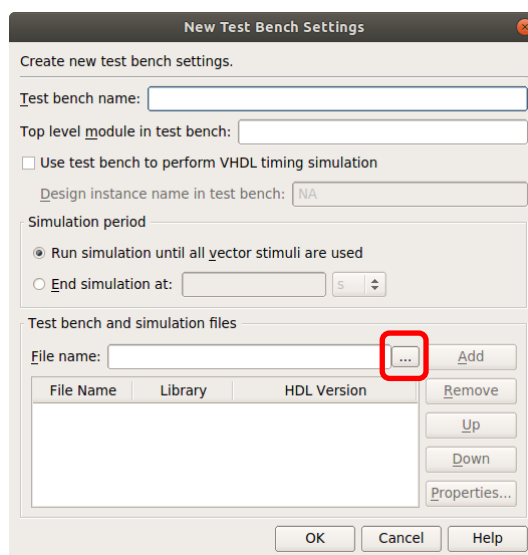 New Test Bench Settings
Create new test bench settings.
Test bench name:
Top level module in test bench:
Use test bench to perform VHDL timing simulation
Design instance name in test bench: NA
Simulation period
Run simulation until all vector stimuli are used
End simulation at: s
Test bench and simulation files
File name: ... Add
File Name Library HDL Version Remove
Up
Down
Properties...
OK Cancel Help